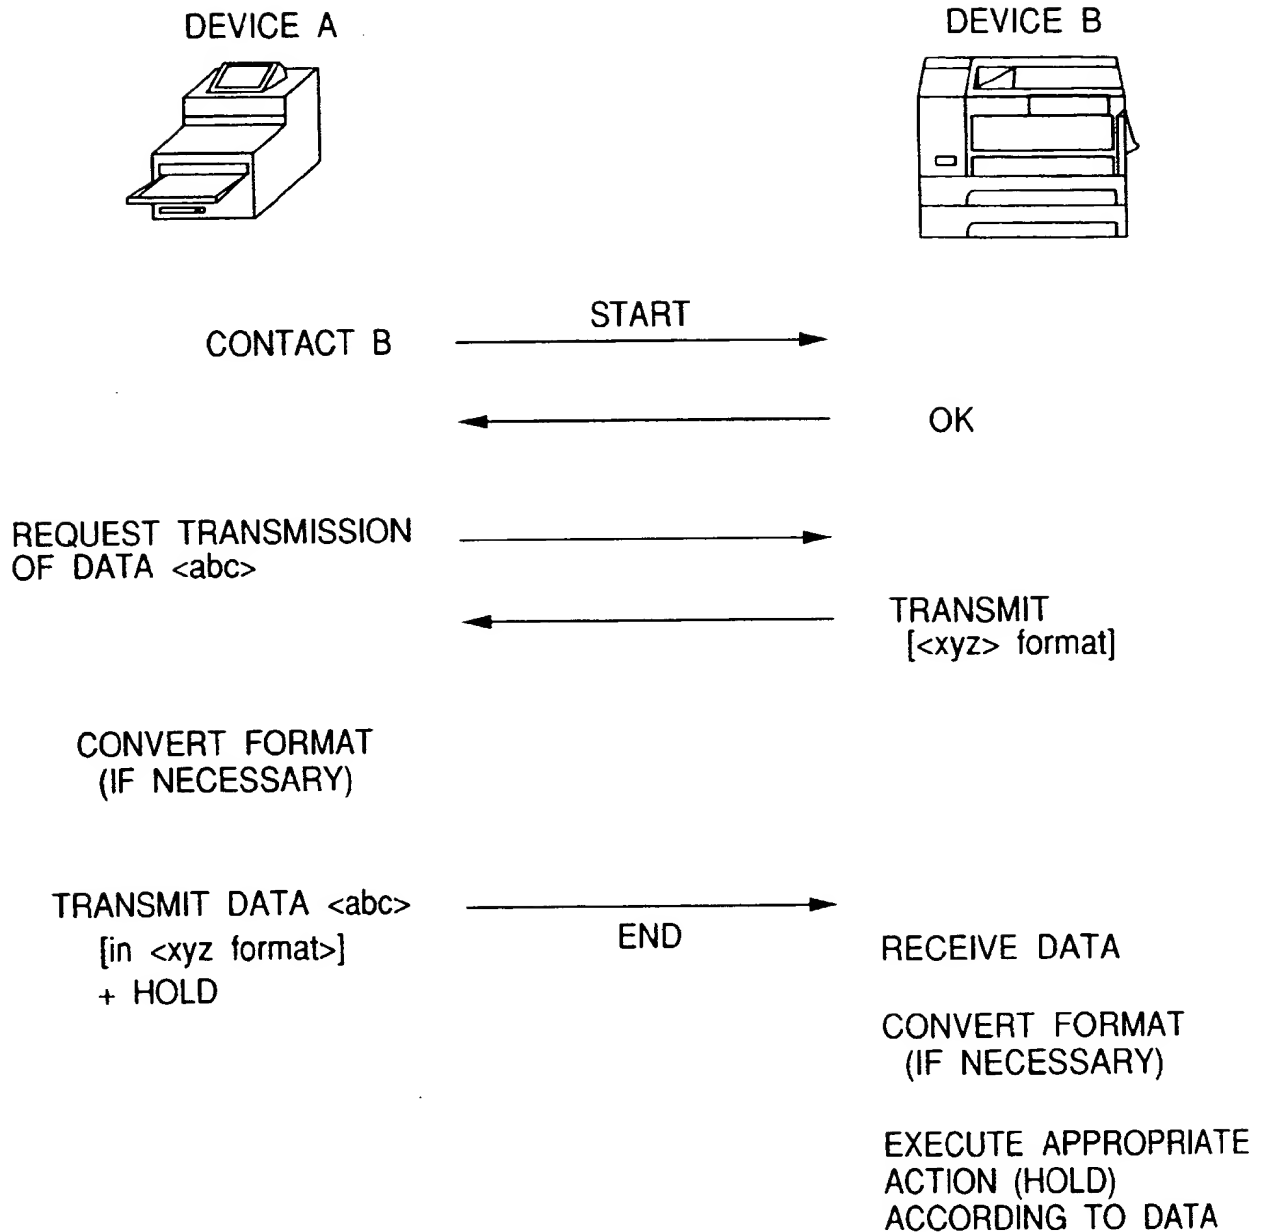 DEVICE A
DEVICE B
START
CONTACT B
OK
REQUEST TRANSMISSION
OF DATA <abc>
TRANSMIT
[<xyz> format]
CONVERT FORMAT
(IF NECESSARY)
TRANSMIT DATA <abc>
[in <xyz format>]
+ HOLD
END
RECEIVE DATA
CONVERT FORMAT
(IF NECESSARY)
EXECUTE APPROPRIATE
ACTION (HOLD)
ACCORDING TO DATA